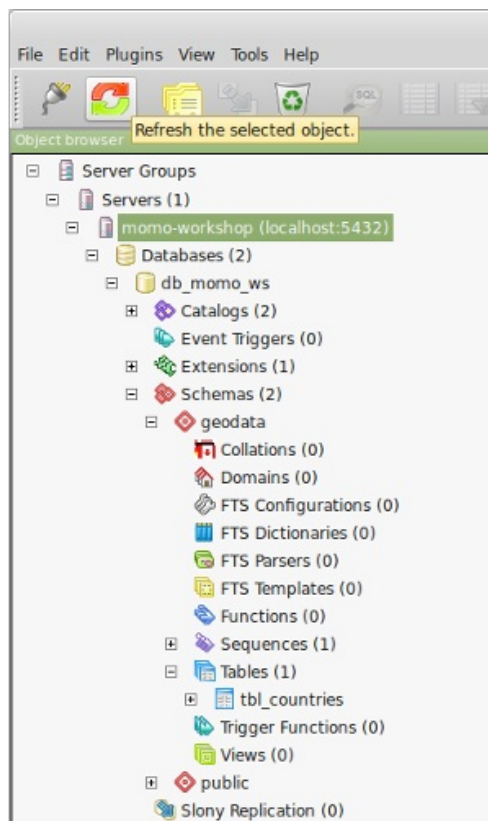 File Edit Plugins View Tools Help
SQL
Refresh the selected object.
Object browser
Server Groups
Servers (1)
momo-workshop (localhost:5432)
Databases (2)
db_momo_ws
Catalogs (2)
Event Triggers (0)
Extensions (1)
Schemas (2)
geodata
Collations (0)
Domains (0)
FTS Configurations (0)
FTS Dictionaries (0)
FTS Parsers (0)
FTS Templates (0)
Functions (0)
Sequences (1)
Tables (1)
tbl_countries
Trigger Functions (0)
Views (0)
public
Slony Replication (0)